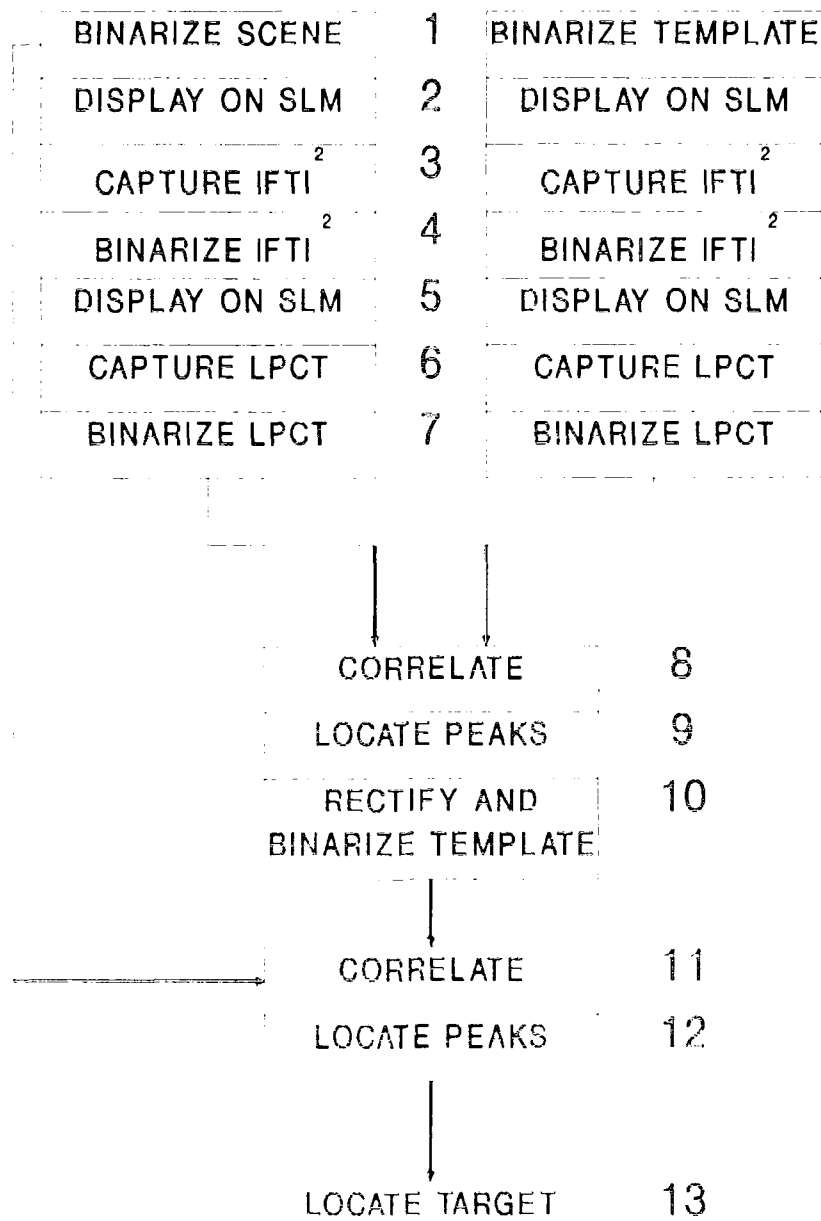 BINARIZE SCENE 1 BINARIZE TEMPLATE
DISPLAY ON SLM 2 DISPLAY ON SLM
CAPTURE IFTI² 3 CAPTURE IFTI²
BINARIZE IFTI² 4 BINARIZE IFTI²
DISPLAY ON SLM 5 DISPLAY ON SLM
CAPTURE LPCT 6 CAPTURE LPCT
BINARIZE LPCT 7 BINARIZE LPCT
CORRELATE 8
LOCATE PEAKS 9
RECTIFY AND 10
BINARIZE TEMPLATE
CORRELATE 11
LOCATE PEAKS 12
LOCATE TARGET 13